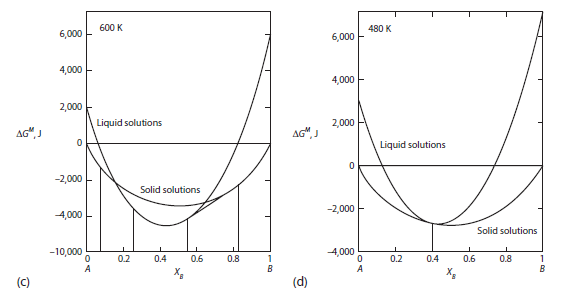 600 K
6,000
4,000
2,000
0
−2,000
−4,000
−10,000
ΔG^M, J
Liquid solutions
Solid solutions
0 0.2 0.4 0.6 0.8 1
A X_B B
(c)
480 K
6,000
4,000
2,000
0
−2,000
−4,000
ΔG^M, J
Liquid solutions
Solid solutions
0 0.2 0.4 0.6 0.8 1
A X_B B
(d)